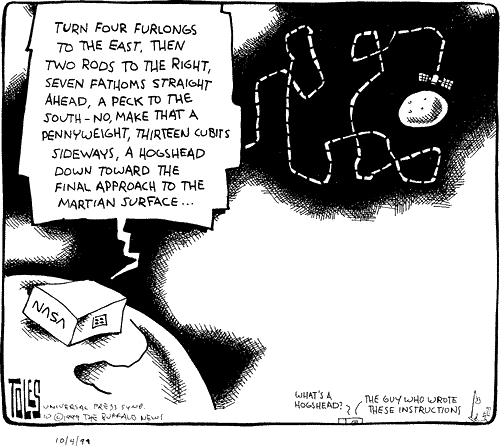 TURN FOUR FURLONGS
TO THE EAST, THEN
TWO RODS TO THE RIGHT,
SEVEN FATHOMS STRAIGHT
AHEAD, A PECK TO THE
SOUTH - NO, MAKE THAT A
PENNYWEIGHT, THIRTEEN CUBITS
SIDEWAYS, A HOGSHEAD
DOWN TOWARD THE
FINAL APPROACH TO THE
MARTIAN SURFACE...
NASA
TOLES
UNIVERSAL PRESS SYND.
© 1999 THE BUFFALO NEWS
WHAT'S A
HOGSHEAD?
THE GUY WHO WROTE
THESE INSTRUCTIONS
10/4/99